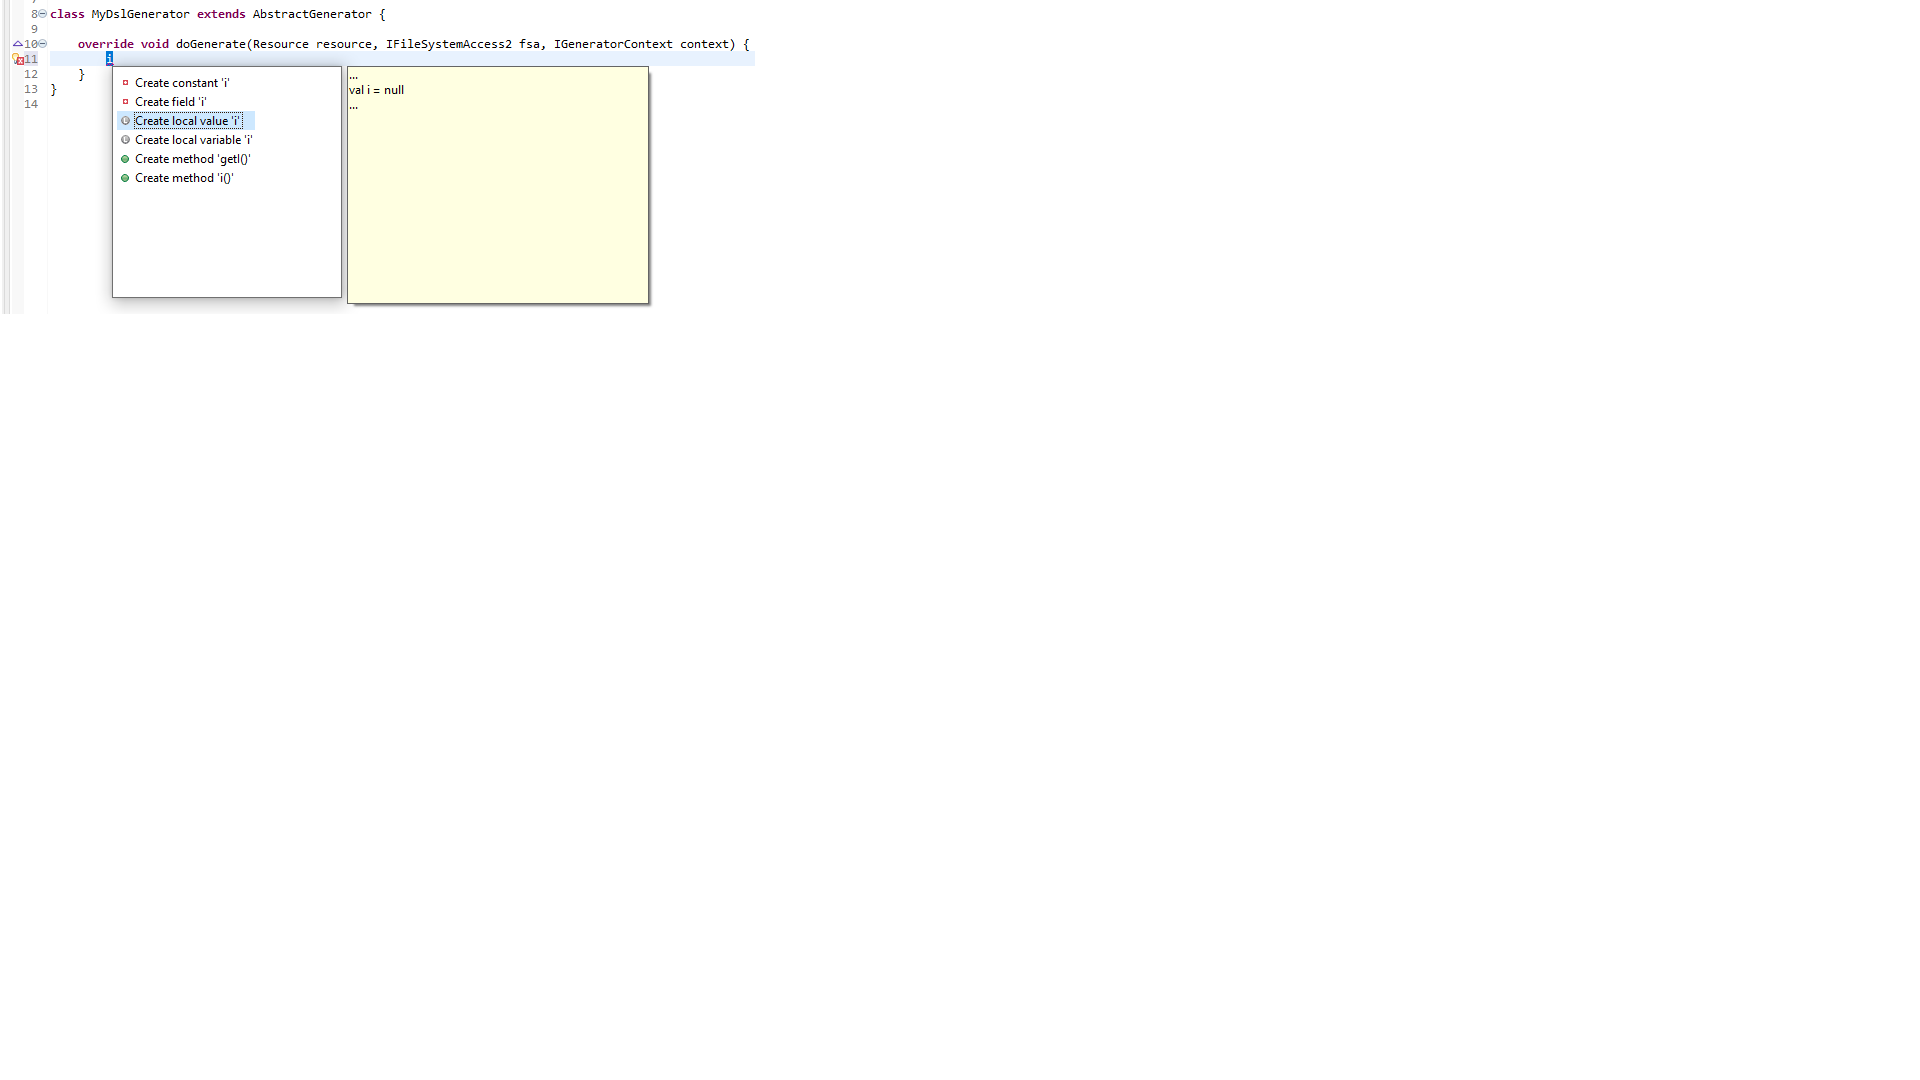 8 class MyDslGenerator extends AbstractGenerator {
9
10 override void doGenerate(Resource resource, IFileSystemAccess2 fsa, IGeneratorContext context) {
11 i
12 }
13 }
14
Create constant 'i'
Create field 'i'
Create local value 'i'
Create local variable 'i'
Create method 'getI()'
Create method 'i()'
...
val i = null
...